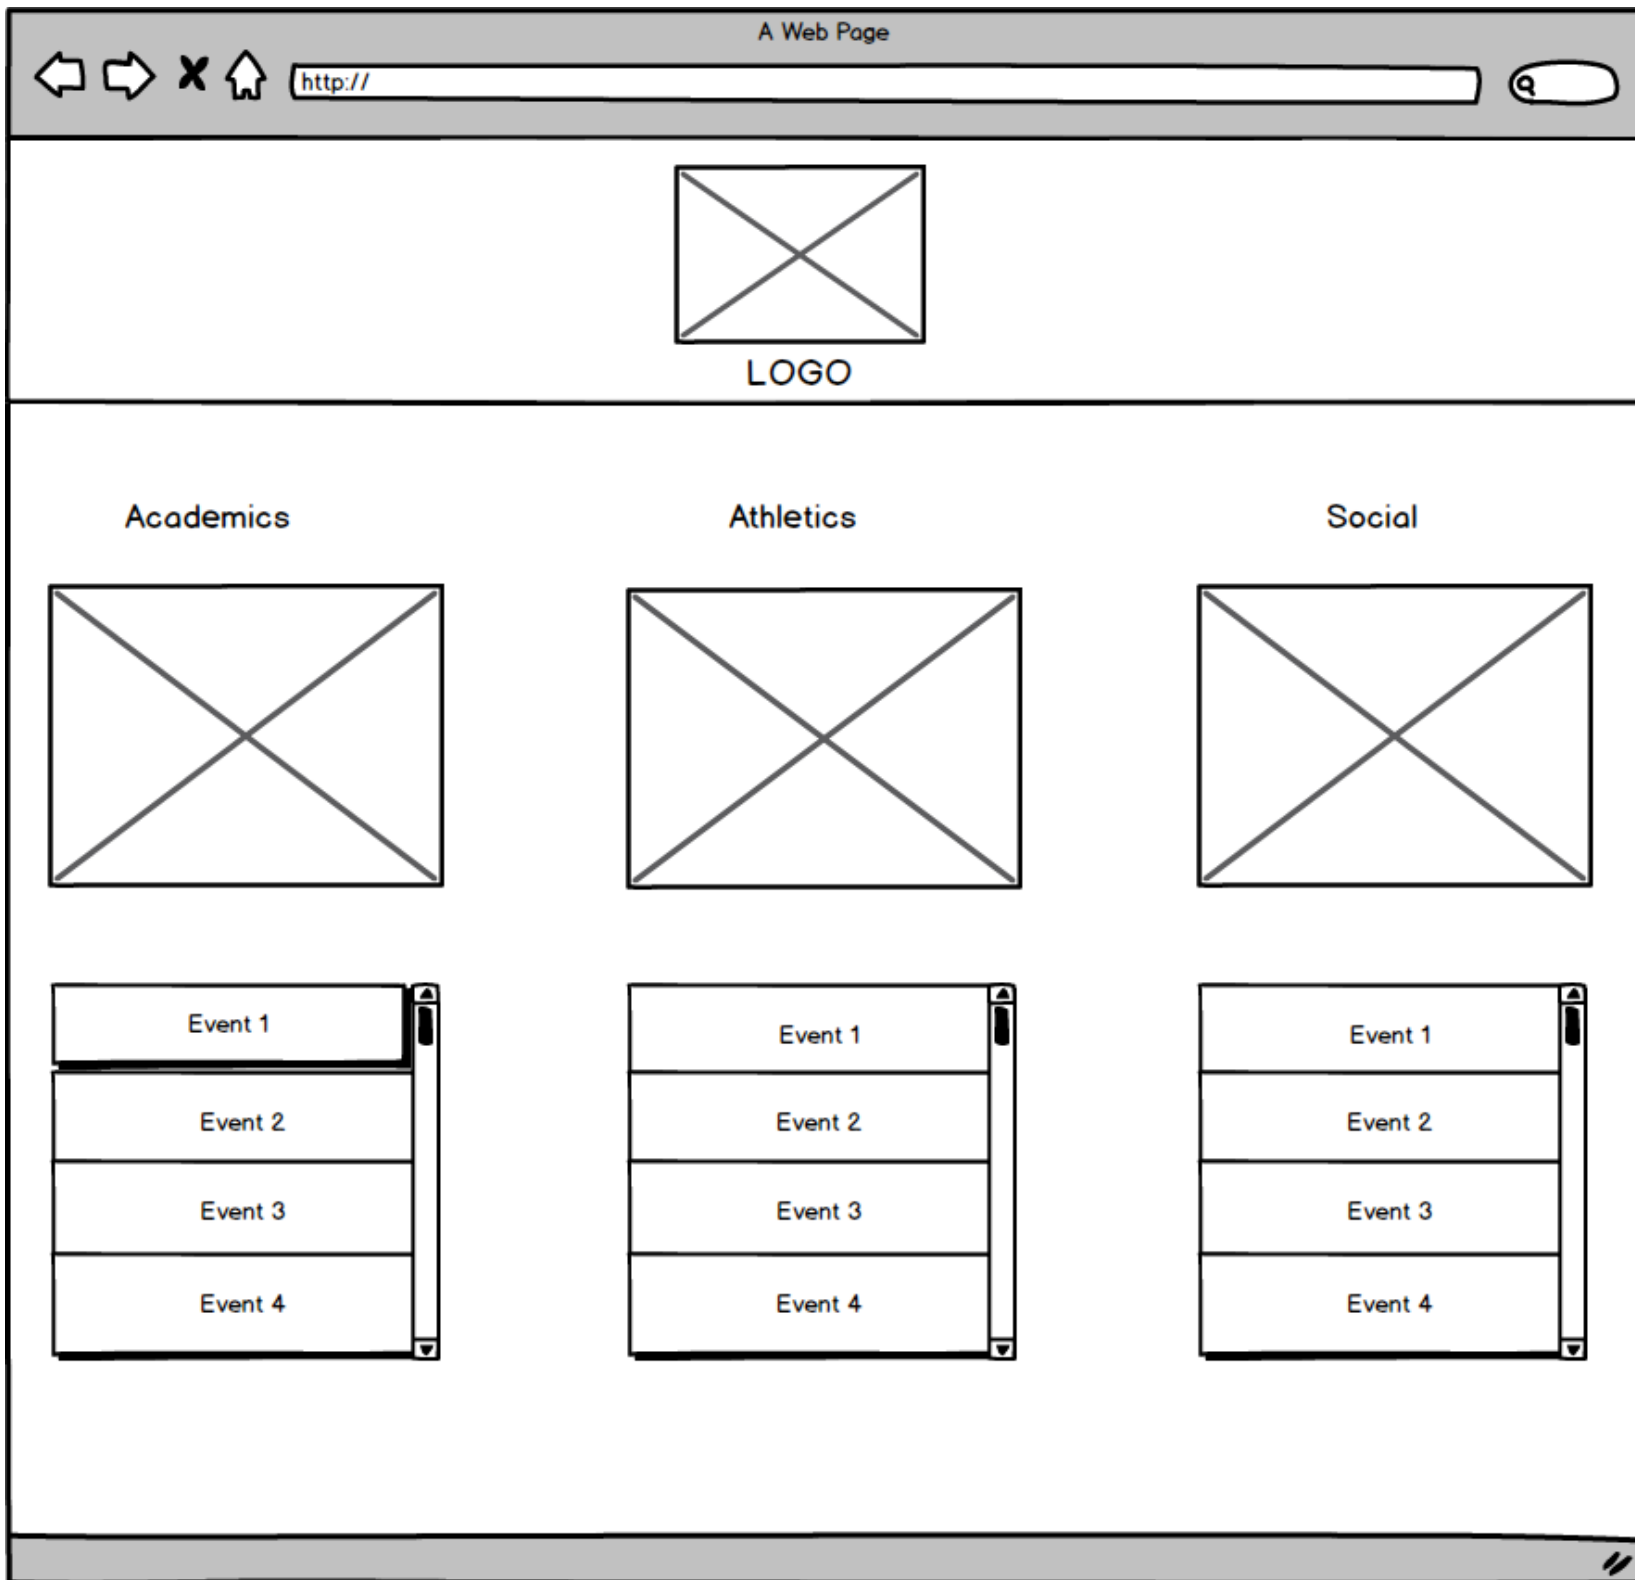 A Web Page
http://
LOGO
Academics
Athletics
Social
Event 1
Event 2
Event 3
Event 4
Event 1
Event 2
Event 3
Event 4
Event 1
Event 2
Event 3
Event 4